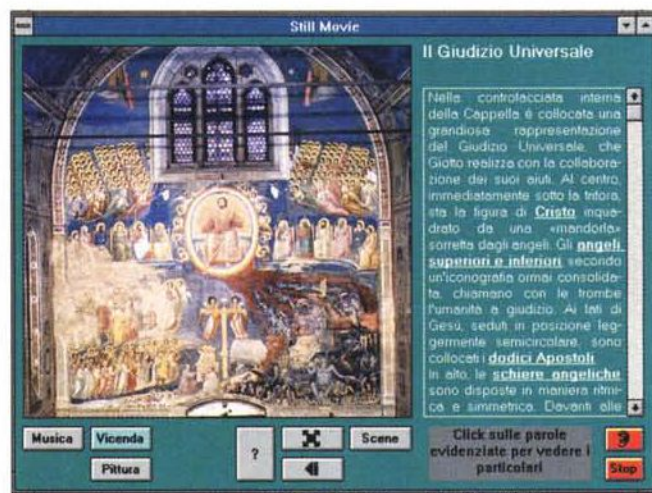 Still Movie
Il Giudizio Universale
Nella controfacciata interna
della Cappella è collocata una
grandiosa rappresentazione
del Giudizio Universale, che
Giotto realizza con la collabora-
zione dei suoi aiuti. Al centro,
immediatamente sotto la trifora,
sta la figura di Cristo inqua-
drato da una «mandorla»
sorretta dagli angeli. Gli angeli
superiori e inferiori, secondo
un'iconografia ormai consolida-
ta, chiamano con le trombe
l'umanità a giudizio. Ai lati di
Gesù, seduti in posizione leg-
germente semicircolare, sono
collocati i dodici Apostoli.
In alto, le schiere angeliche
sono disposte in maniera ritmi-
ca e simmetrica. Davanti alle
Musica
Vicenda
Pittura
?
Scene
Click sulle parole
evidenziate per vedere i
particolari
?
Stop